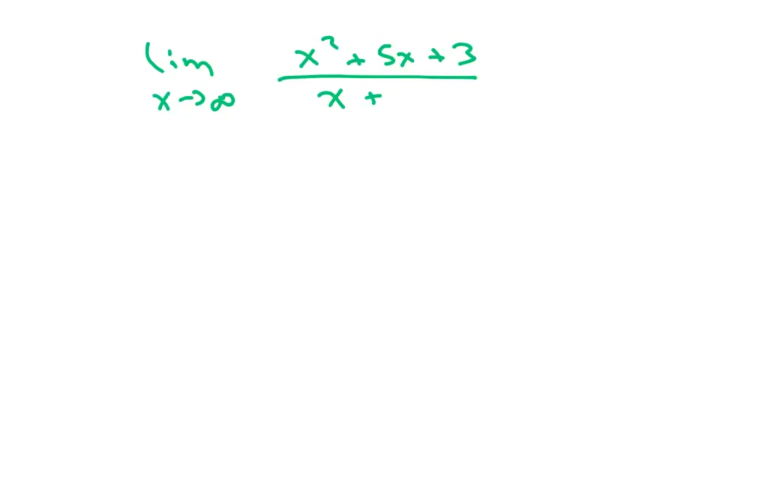 lim x² + 5x + 3
x→∞ x +